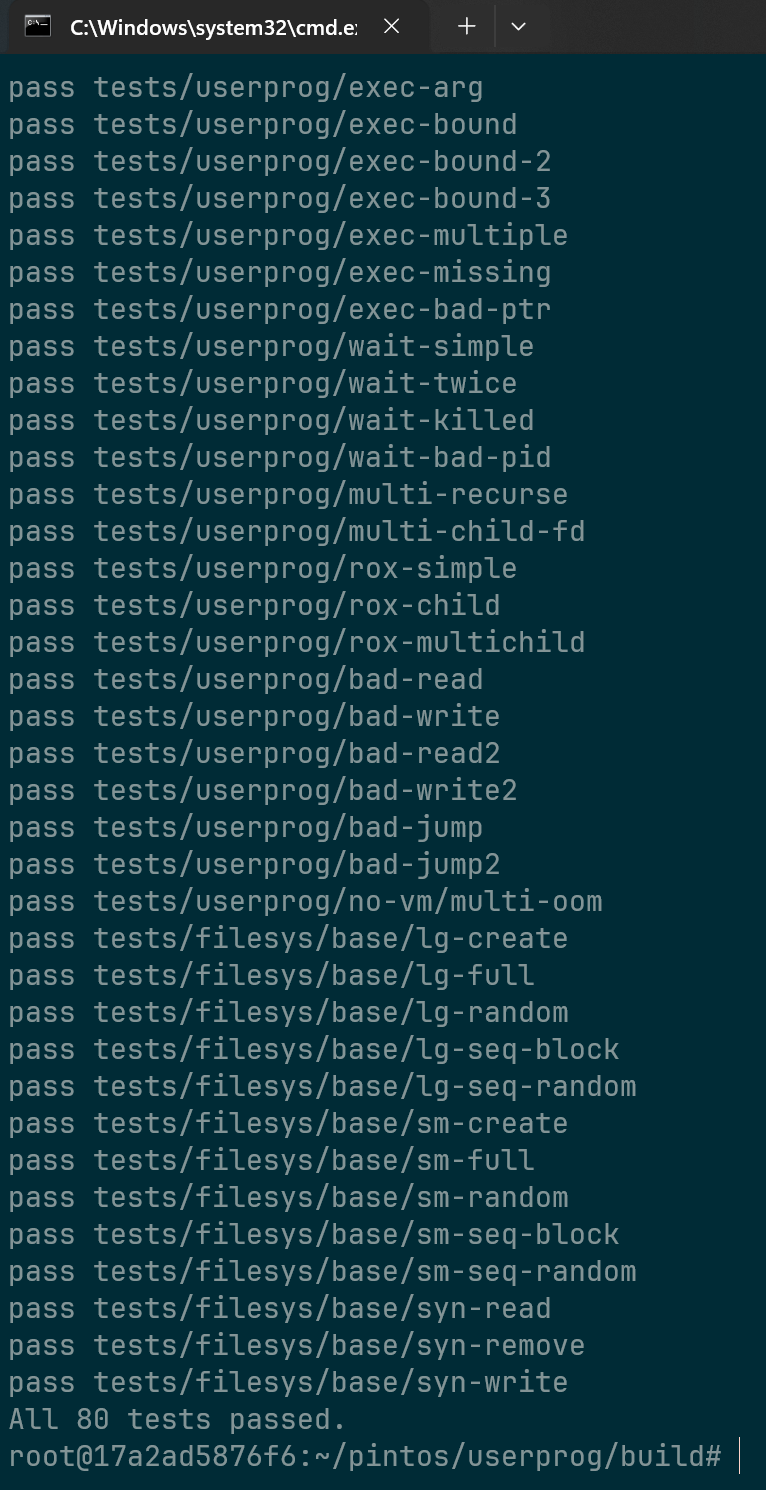 C:\Windows\system32\cmd.e
pass tests/userprog/exec-arg
pass tests/userprog/exec-bound
pass tests/userprog/exec-bound-2
pass tests/userprog/exec-bound-3
pass tests/userprog/exec-multiple
pass tests/userprog/exec-missing
pass tests/userprog/exec-bad-ptr
pass tests/userprog/wait-simple
pass tests/userprog/wait-twice
pass tests/userprog/wait-killed
pass tests/userprog/wait-bad-pid
pass tests/userprog/multi-recurse
pass tests/userprog/multi-child-fd
pass tests/userprog/rox-simple
pass tests/userprog/rox-child
pass tests/userprog/rox-multichild
pass tests/userprog/bad-read
pass tests/userprog/bad-write
pass tests/userprog/bad-read2
pass tests/userprog/bad-write2
pass tests/userprog/bad-jump
pass tests/userprog/bad-jump2
pass tests/userprog/no-vm/multi-oom
pass tests/filesys/base/lg-create
pass tests/filesys/base/lg-full
pass tests/filesys/base/lg-random
pass tests/filesys/base/lg-seq-block
pass tests/filesys/base/lg-seq-random
pass tests/filesys/base/sm-create
pass tests/filesys/base/sm-full
pass tests/filesys/base/sm-random
pass tests/filesys/base/sm-seq-block
pass tests/filesys/base/sm-seq-random
pass tests/filesys/base/syn-read
pass tests/filesys/base/syn-remove
pass tests/filesys/base/syn-write
All 80 tests passed.
root@17a2ad5876f6:~/pintos/userprog/build#